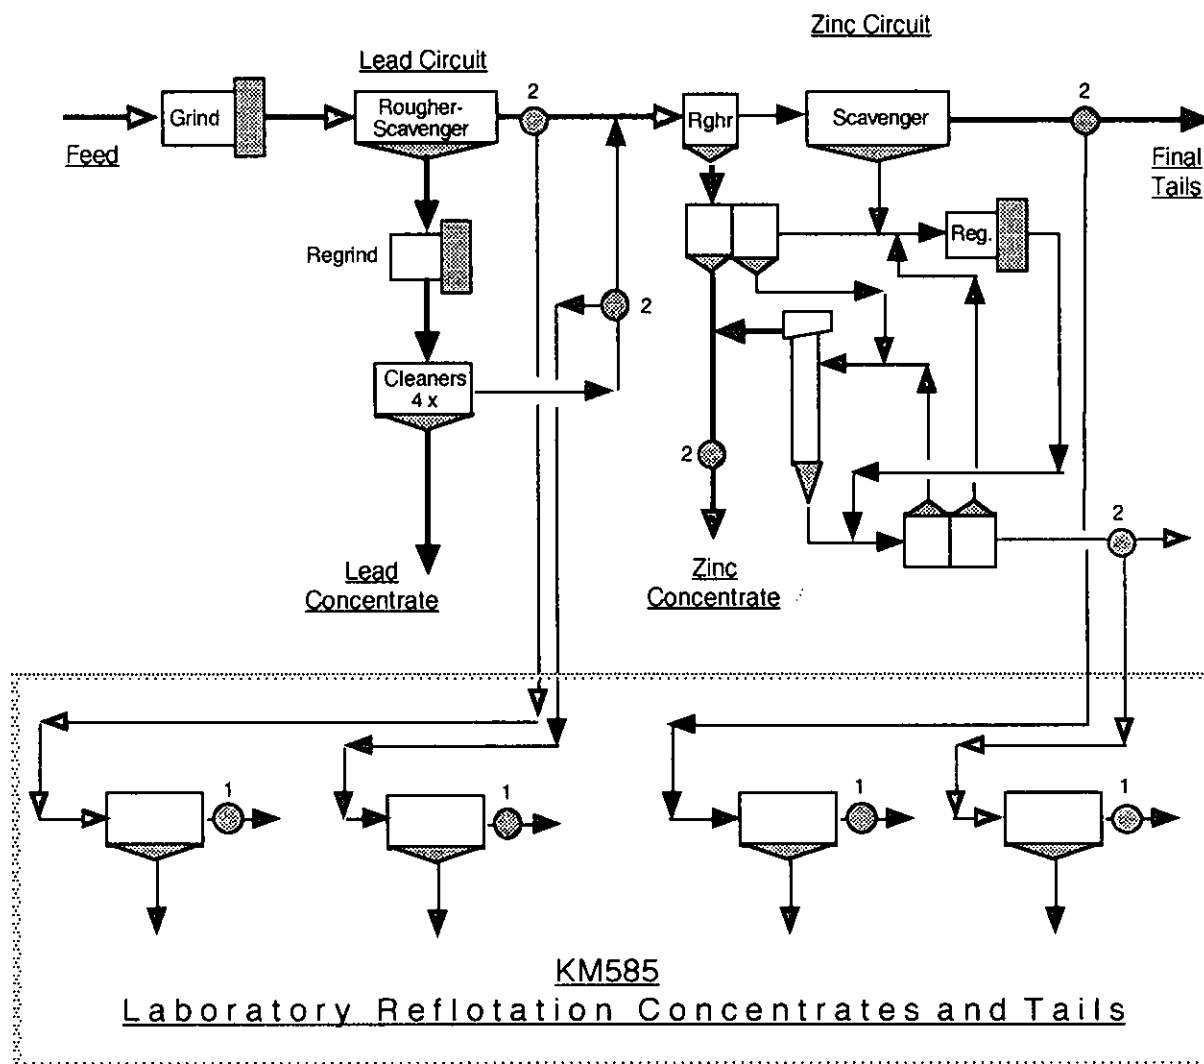 Zinc Circuit
Lead Circuit
2
2
Grind
Rougher-
Scavenger
Rghr
Scavenger
Feed
Final
Tails
Reg.
Regrind
2
Cleaners
4 x
2
2
Lead
Concentrate
Zinc
Concentrate
1
1
1
1
KM585
Laboratory Reflotation Concentrates and Tails